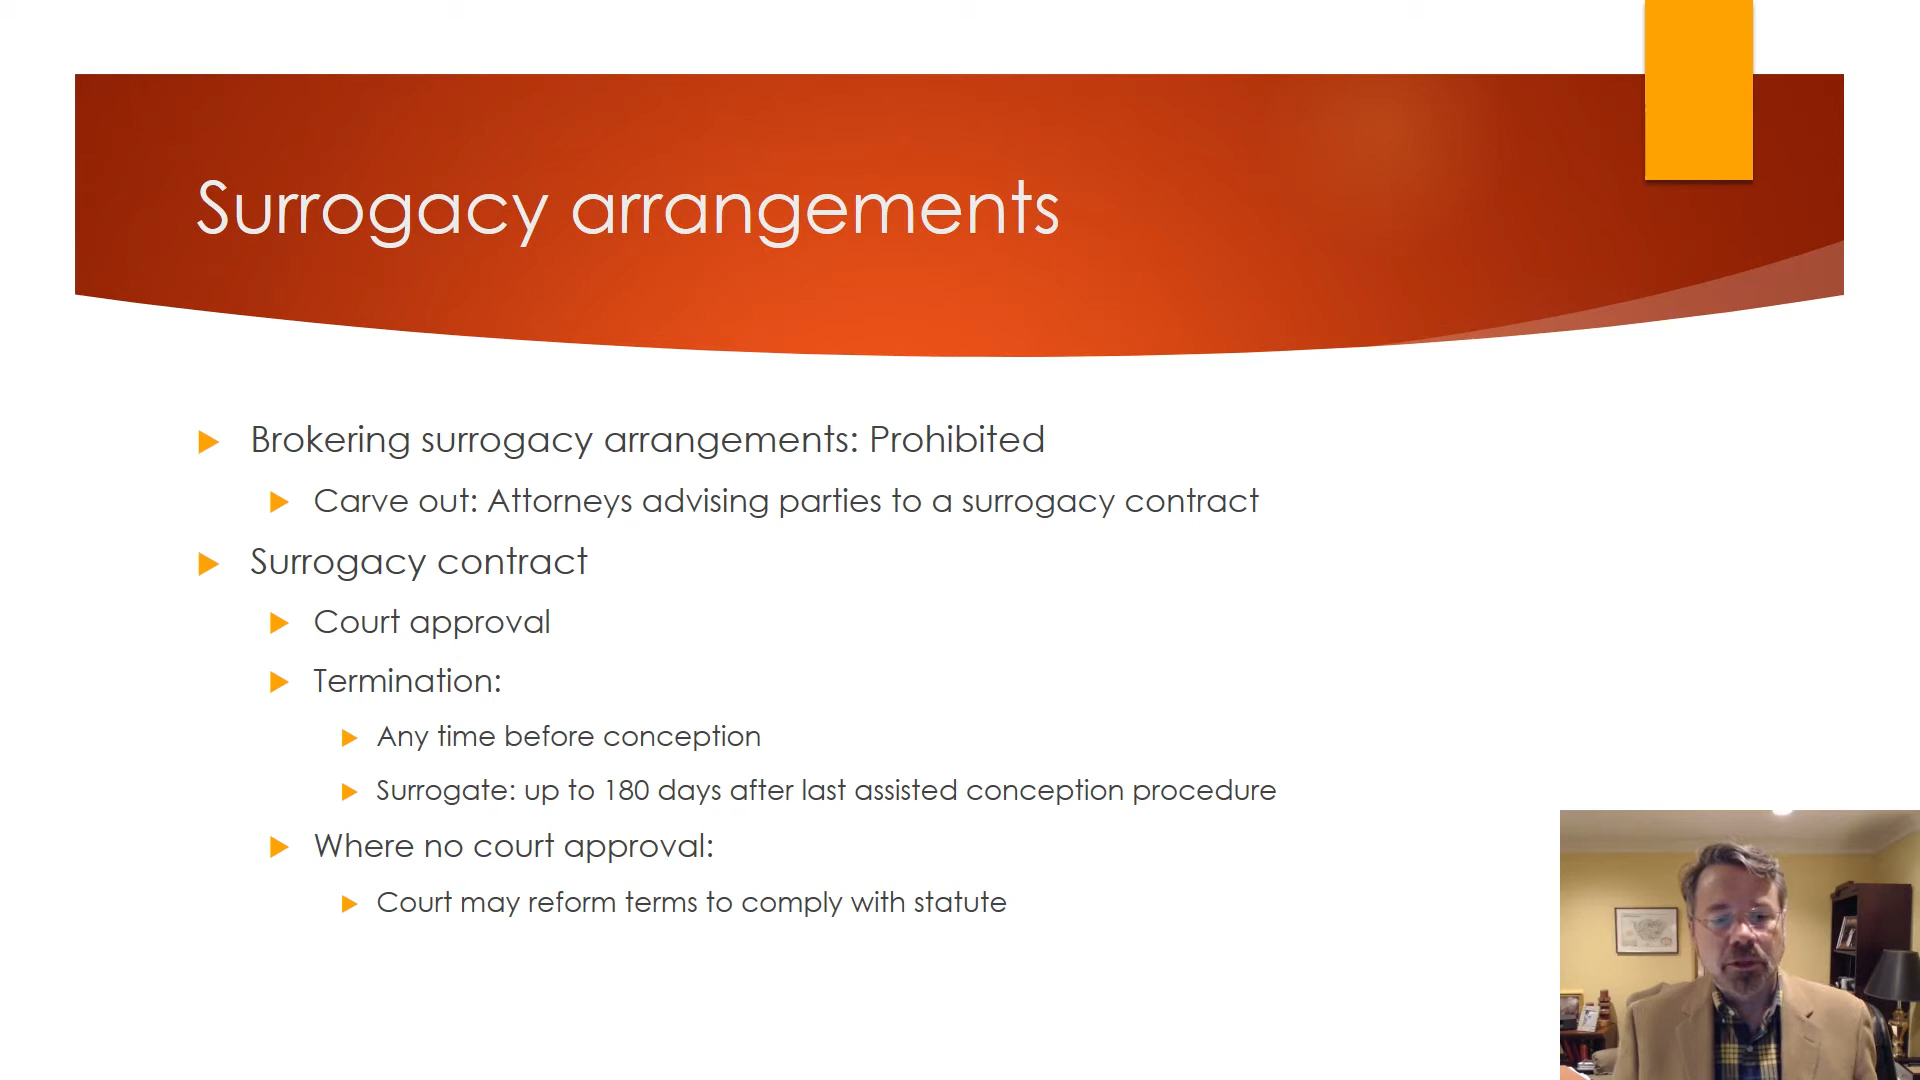 Surrogacy arrangements
Brokering surrogacy arrangements: Prohibited
Carve out: Attorneys advising parties to a surrogacy contract
Surrogacy contract
Court approval
Termination:
Any time before conception
Surrogate: up to 180 days after last assisted conception procedure
Where no court approval:
Court may reform terms to comply with statute